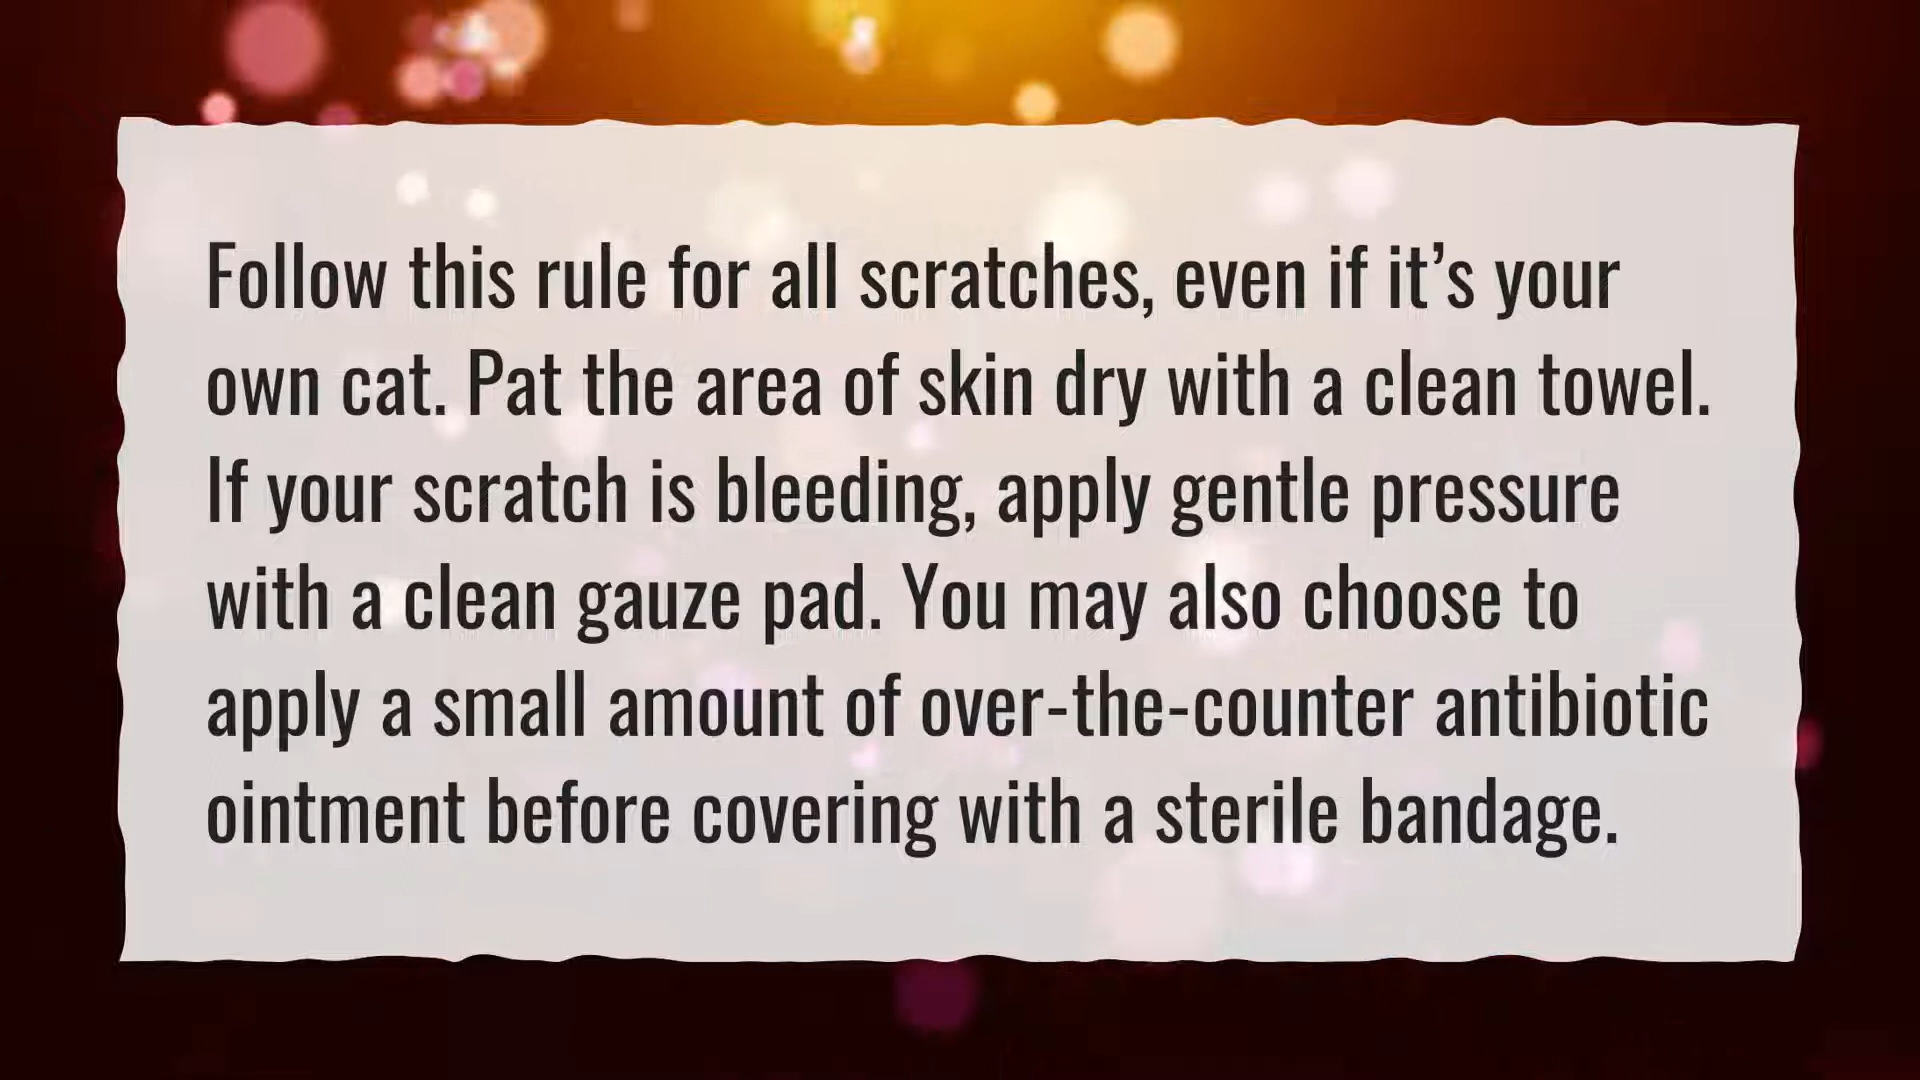 Follow this rule for all scratches, even if it’s your
own cat. Pat the area of skin dry with a clean towel.
If your scratch is bleeding, apply gentle pressure
with a clean gauze pad. You may also choose to
apply a small amount of over-the-counter antibiotic
ointment before covering with a sterile bandage.